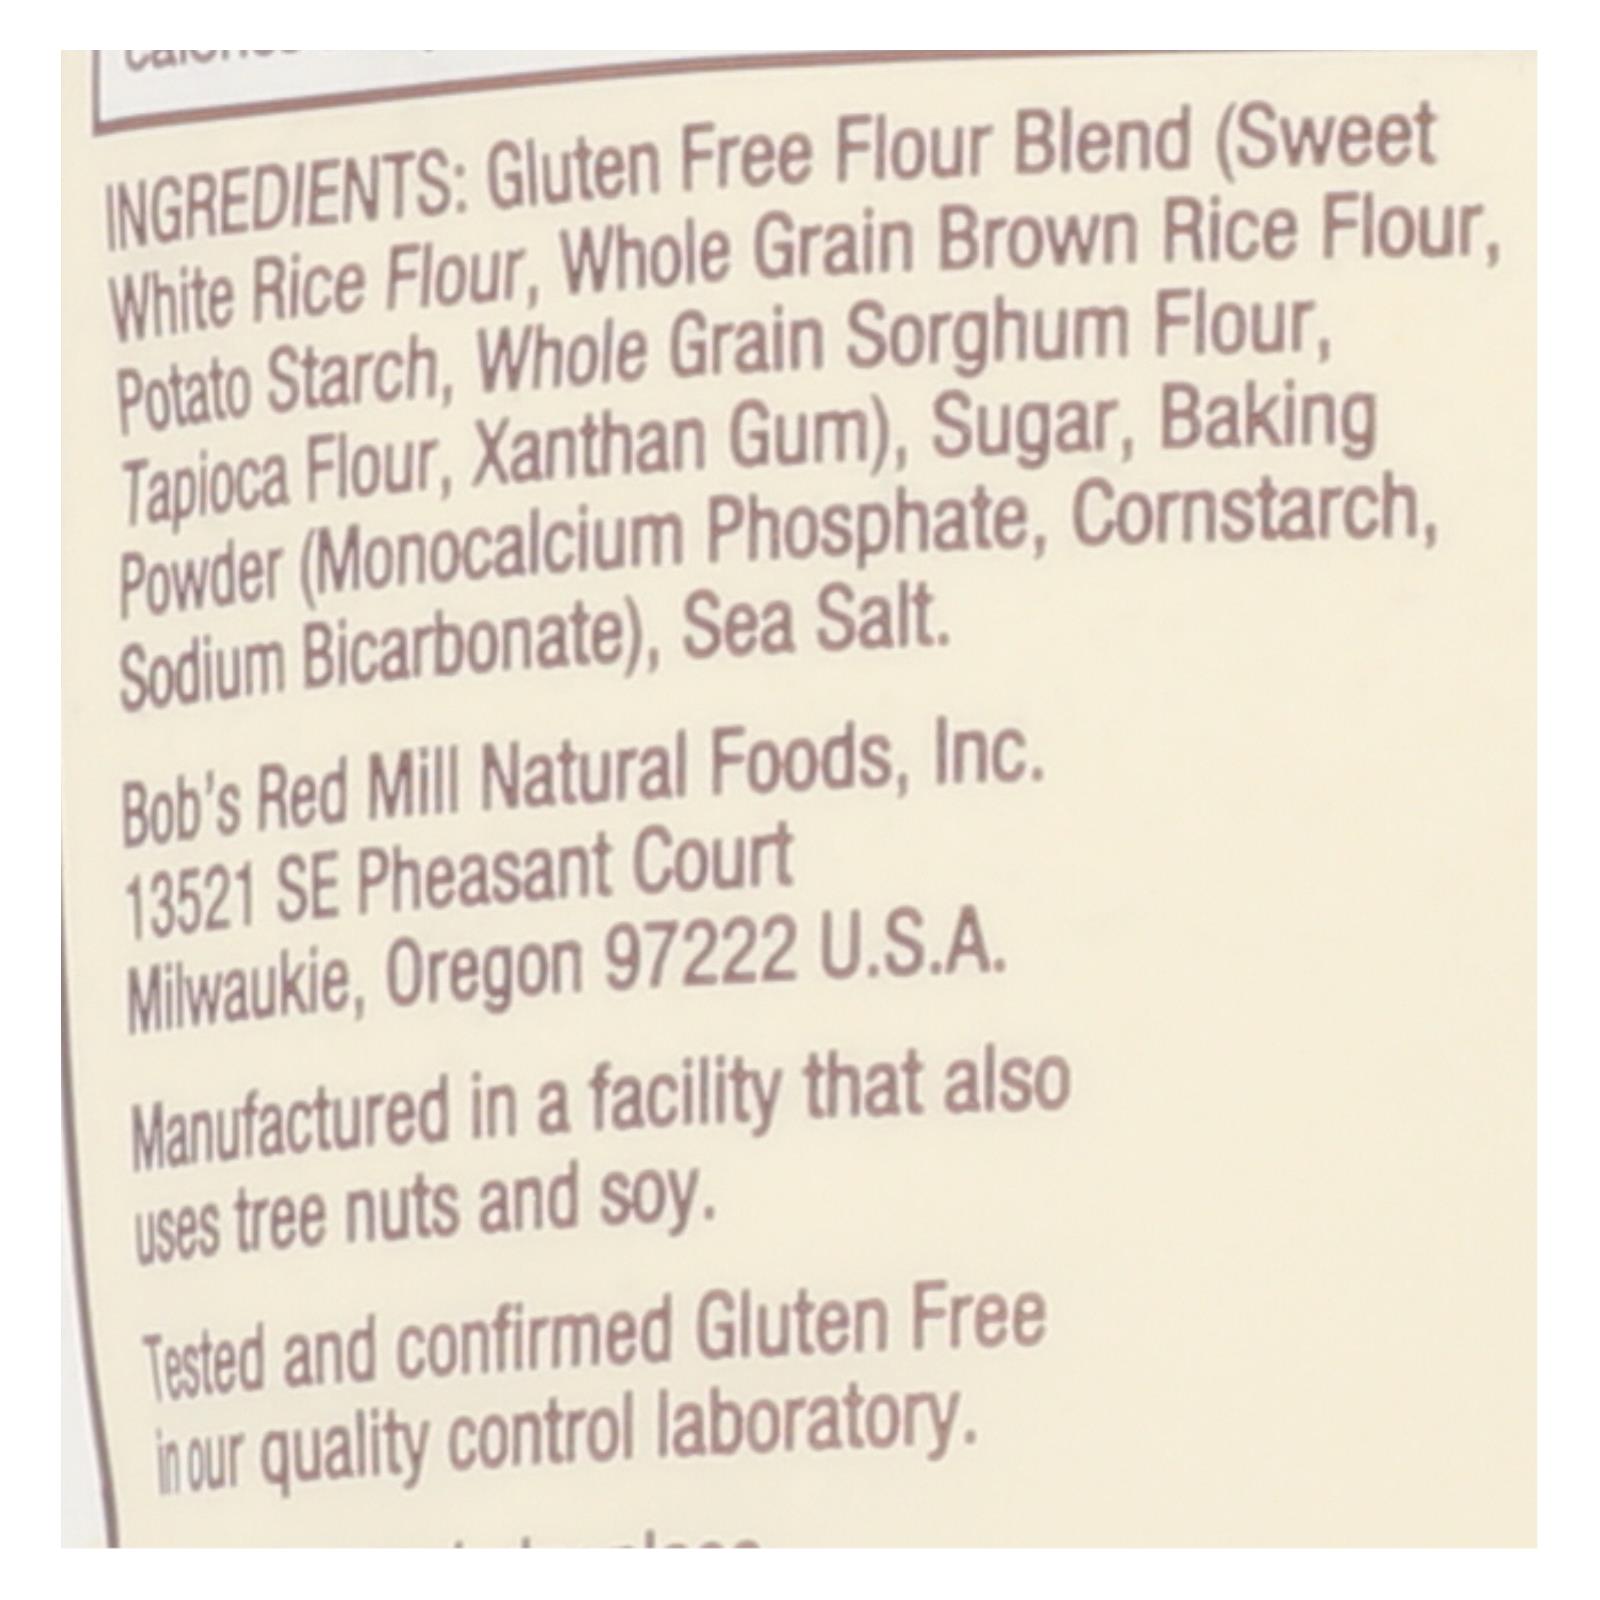 INGREDIENTS: Gluten Free Flour Blend (Sweet
White Rice Flour, Whole Grain Brown Rice Flour,
Potato Starch, Whole Grain Sorghum Flour,
Tapioca Flour, Xanthan Gum), Sugar, Baking
Powder (Monocalcium Phosphate, Cornstarch,
Sodium Bicarbonate), Sea Salt.
Bob's Red Mill Natural Foods, Inc.
13521 SE Pheasant Court
Milwaukie, Oregon 97222 U.S.A.
Manufactured in a facility that also
uses tree nuts and soy.
Tested and confirmed Gluten Free
in our quality control laboratory.